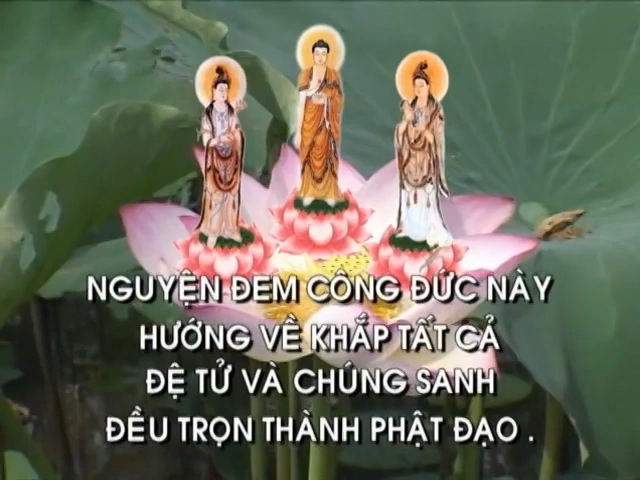 NGUYỆN ĐEM CÔNG ĐỨC NÀY
HƯỚNG VỀ KHẮP TẤT CẢ
ĐỆ TỬ VÀ CHÚNG SANH
ĐỀU TRỌN THÀNH PHẬT ĐẠO .